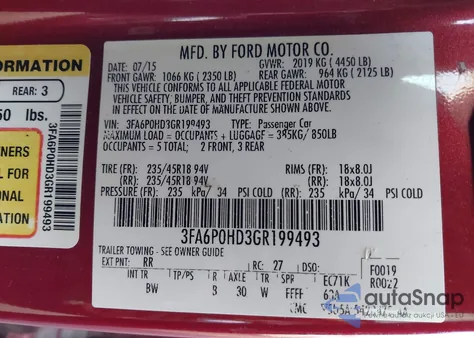 ORMATION
REAR: 3
50 lbs.
NERS
FOR
ONAL
ON
3FA6P0HD3GR199493
MFD. BY FORD MOTOR CO.
DATE: 07/15 GVWR: 2019 KG ( 4450 LB)
FRONT GAWR: 1066 KG ( 2350 LB) REAR GAWR: 964 KG ( 2125 LB)
THIS VEHICLE CONFORMS TO ALL APPLICABLE FEDERAL MOTOR
VEHICLE SAFETY, BUMPER, AND THEFT PREVENTION STANDARDS
IN EFFECT ON THE DATE OF MANUFACTURE SHOWN ABOVE.
VIN: 3FA6P0HD3GR199493 TYPE: Passenger Car
MAXIMUM LOAD = OCCUPANTS + LUGGAGE = 385KG/ 850LB
OCCUPANTS = 5 TOTAL; 2 FRONT, 3 REAR
TIRE (FR): 235/45R18 94V RIMS (FR): 18x8.0J
(RR): 235/45R18 94V (RR): 18x8.0J
PRESSURE (FR): 235 kPa/ 34 PSI COLD (RR): 235 kPa/ 34 PSI COLD
3FA6P0HD3GR199493
TRAILER TOWING - SEE OWNER GUIDE
EXT PNT: RR RC: 27 DSO: F0019
INT TR TP/PS R AXLE TR SPR EC71K R0022
BW B 30 W FFFF
autoSnap
Auctions USA → EU